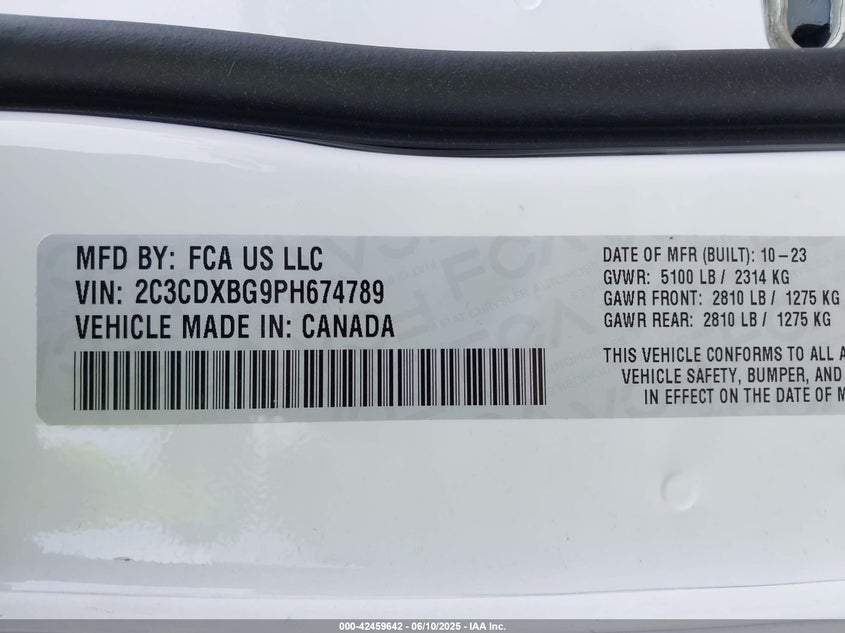 MFD BY: FCA US LLC
VIN: 2C3CDXBG9PH674789
VEHICLE MADE IN: CANADA
DATE OF MFR (BUILT): 10-23
GVWR: 5100 LB / 2314 KG
GAWR FRONT: 2810 LB / 1275 KG
GAWR REAR: 2810 LB / 1275 KG
THIS VEHICLE CONFORMS TO ALL A
VEHICLE SAFETY, BUMPER, AND
IN EFFECT ON THE DATE OF M
000-42459642 - 06/10/2025 - IAA Inc.